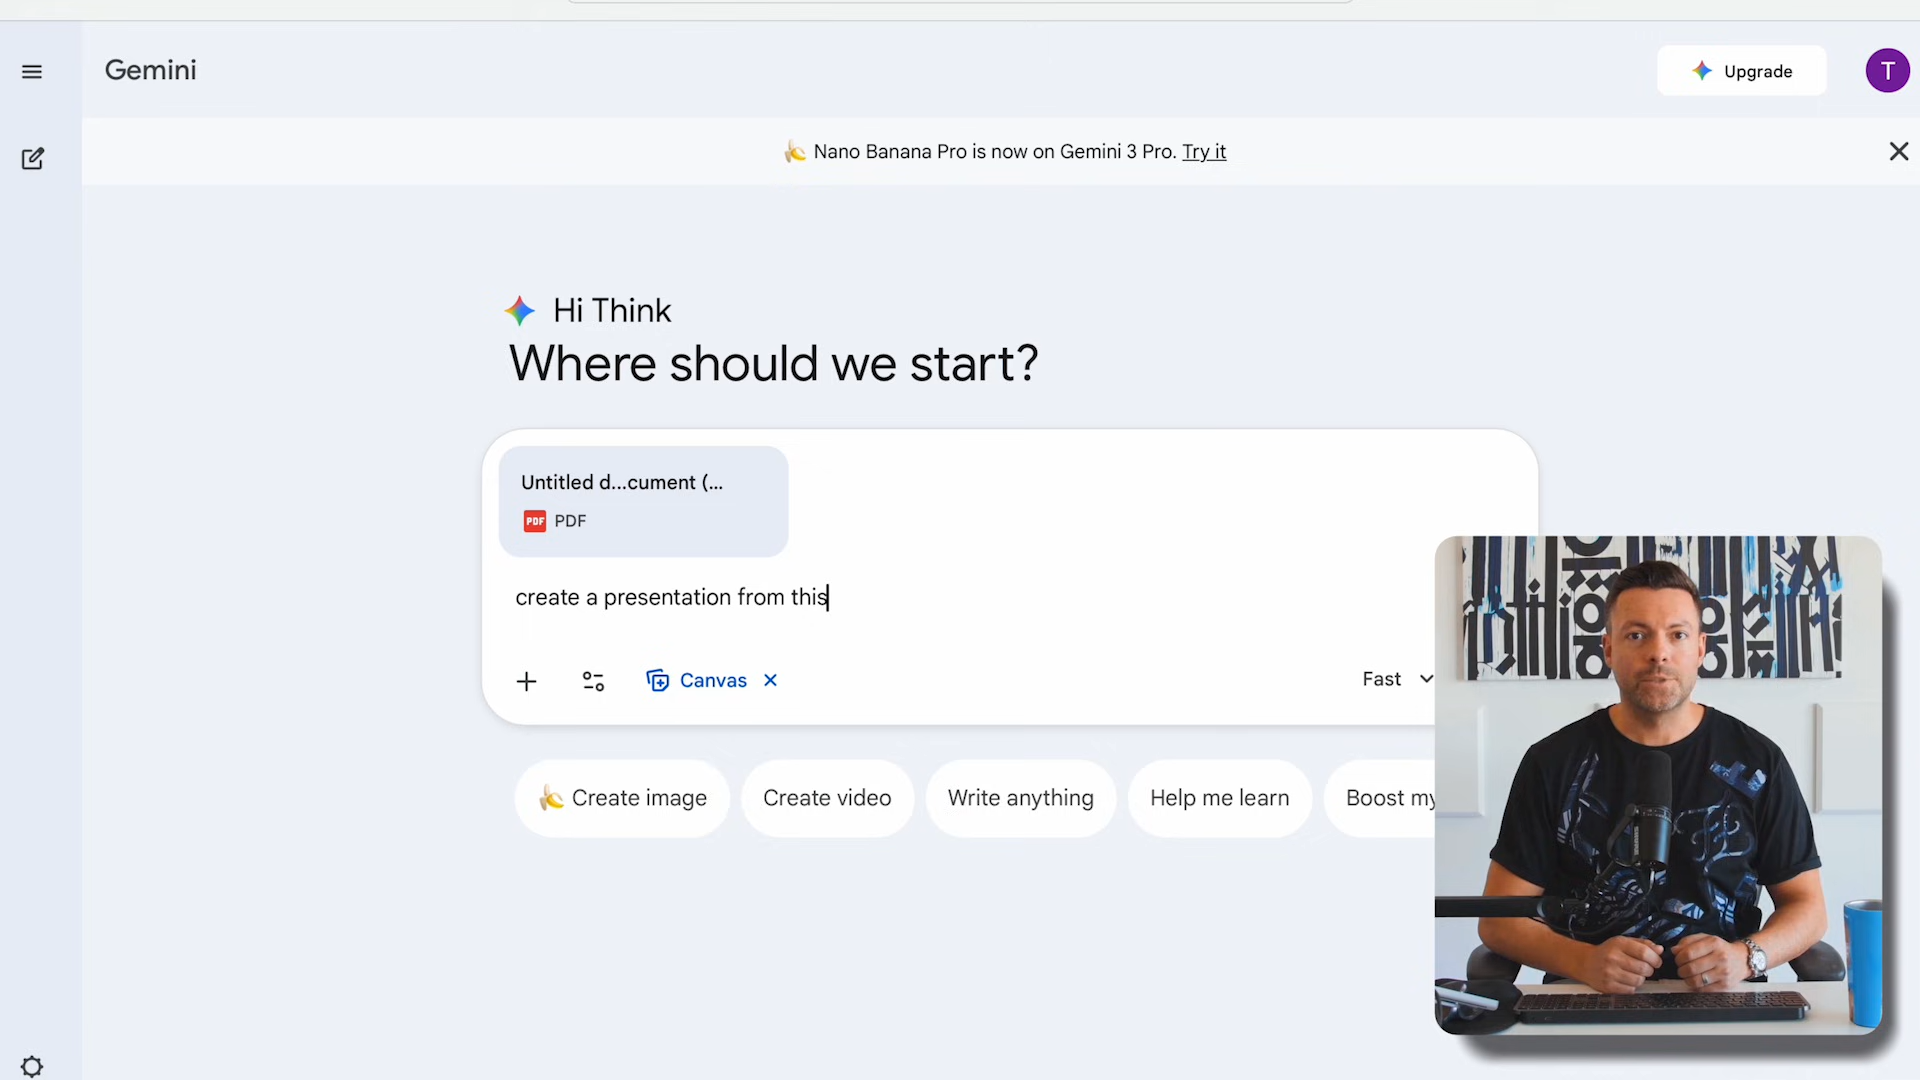 Gemini
Upgrade
T
Nano Banana Pro is now on Gemini 3 Pro. Try it
Hi Think
Where should we start?
Untitled d...cument (...
PDF PDF
create a presentation from this
Canvas
Fast
Create image
Create video
Write anything
Help me learn
Boost my